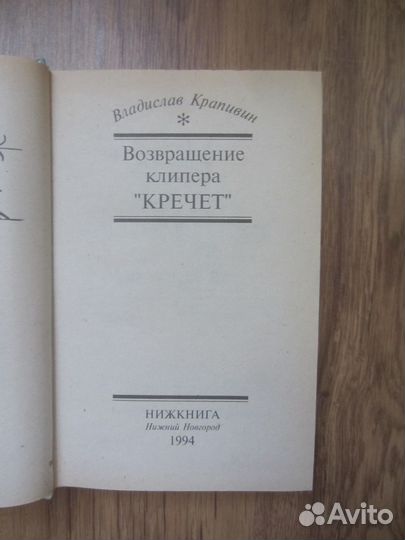 Владислав Крапивин
*
Возвращение
клипера
"КРЕЧЕТ"
НИЖКНИГА
Нижний Новгород
1994
Avito